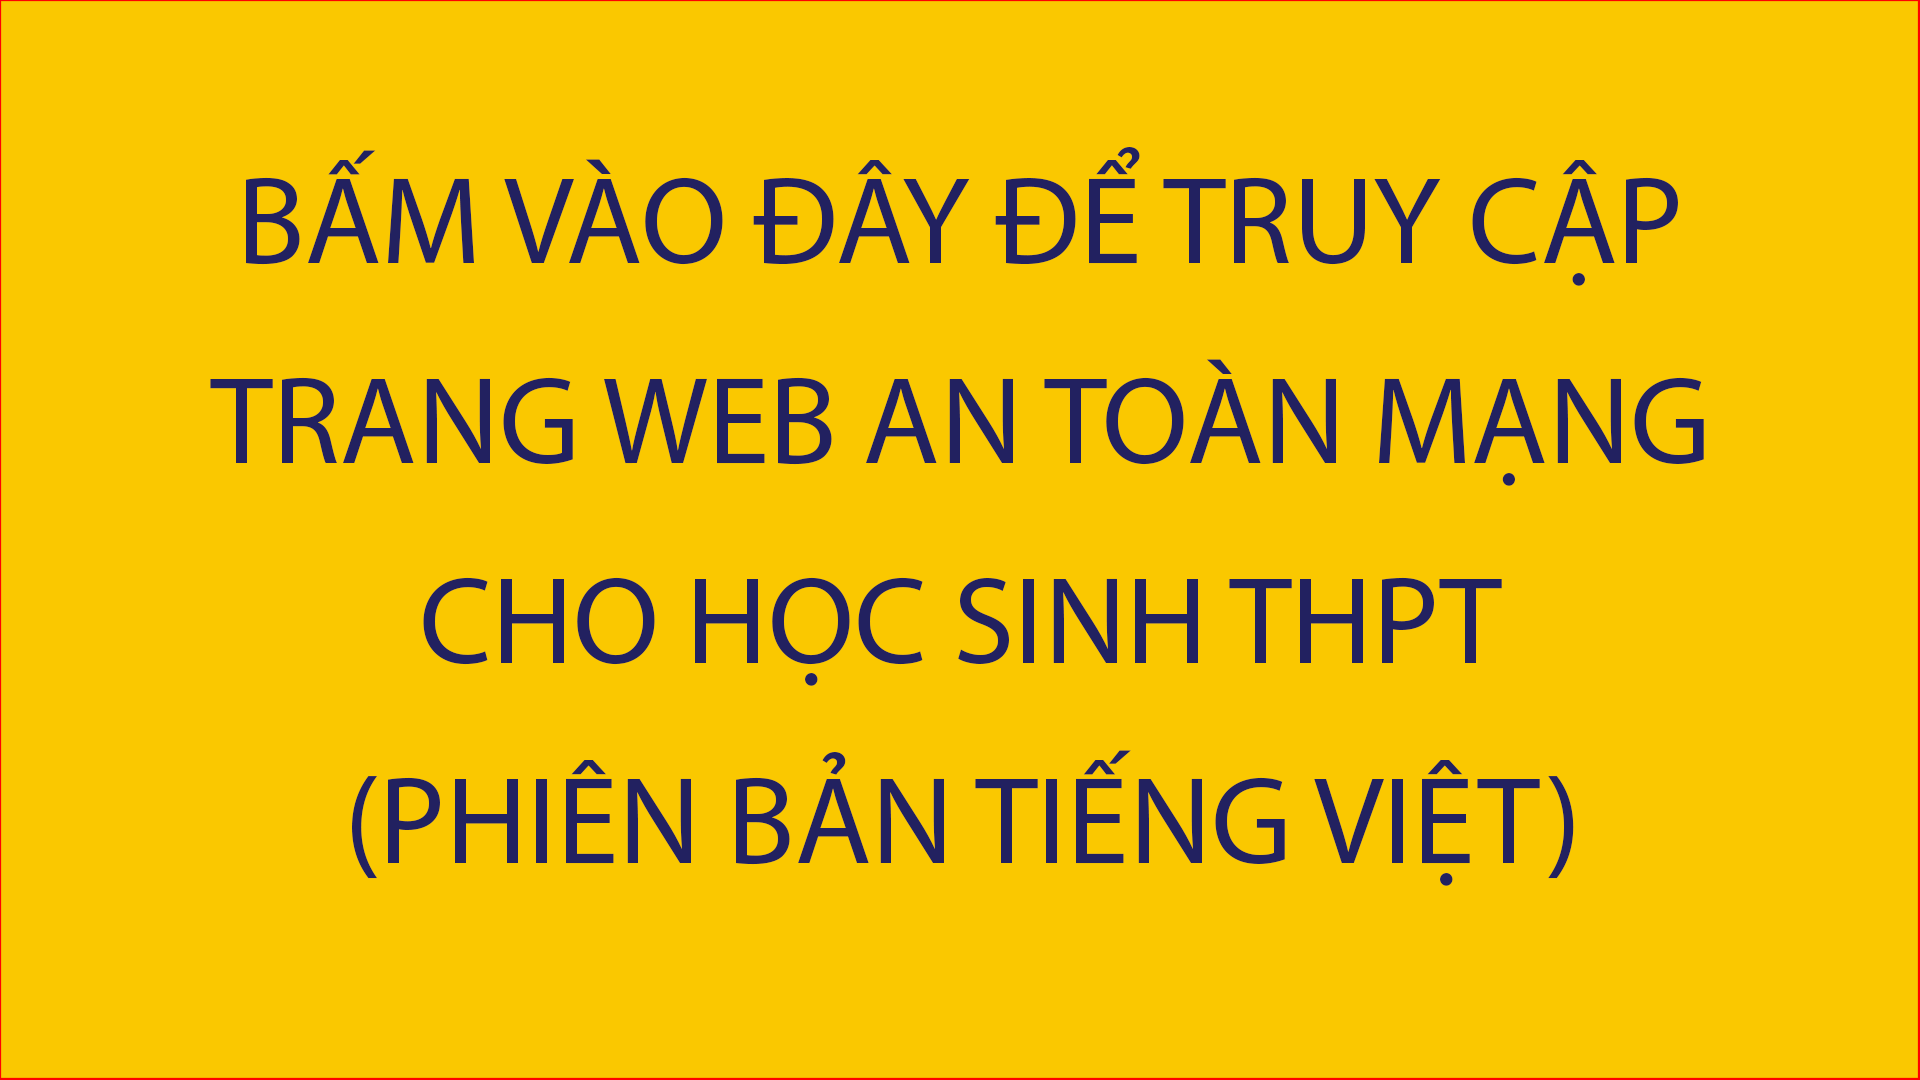 BẤM VÀO ĐÂY ĐỂ TRUY CẬP
TRANG WEB AN TOÀN MẠNG
CHO HỌC SINH THPT
(PHIÊN BẢN TIẾNG VIỆT)